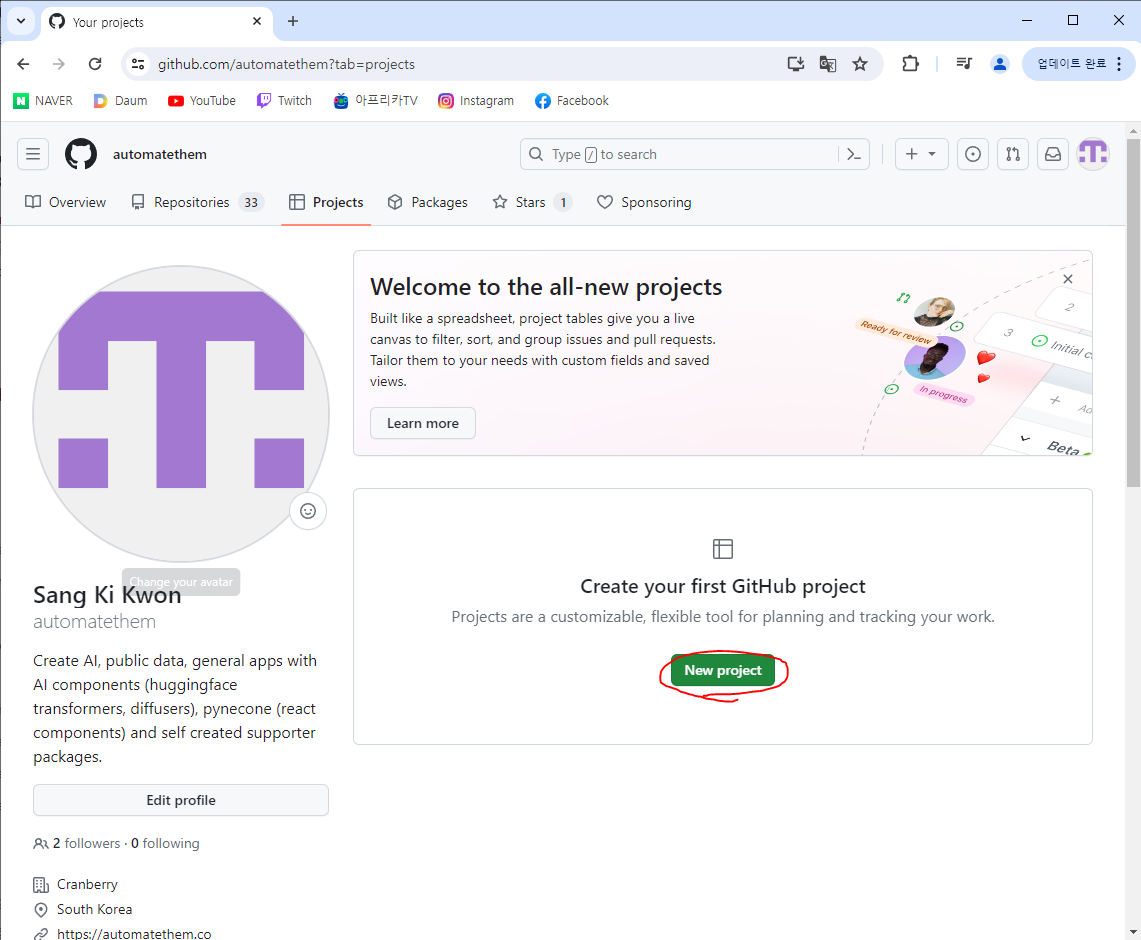 Your projects
github.com/automatethem?tab=projects
업데이트 완료
NAVER Daum YouTube Twitch 아프리카TV Instagram Facebook
automatethem
Type / to search
Overview Repositories 33 Projects Packages Stars 1 Sponsoring
Welcome to the all-new projects
Built like a spreadsheet, project tables give you a live
canvas to filter, sort, and group issues and pull requests.
Tailor them to your needs with custom fields and saved
views.
Learn more
Ready for review
In progress
2
3 Initial c
Ad
Beta
Create your first GitHub project
Projects are a customizable, flexible tool for planning and tracking your work.
New project
Change your avatar
Sang Ki Kwon
automatethem
Create AI, public data, general apps with
AI components (huggingface
transformers, diffusers), pynecone (react
components) and self created supporter
packages.
Edit profile
2 followers · 0 following
Cranberry
South Korea
https://automatethem.co